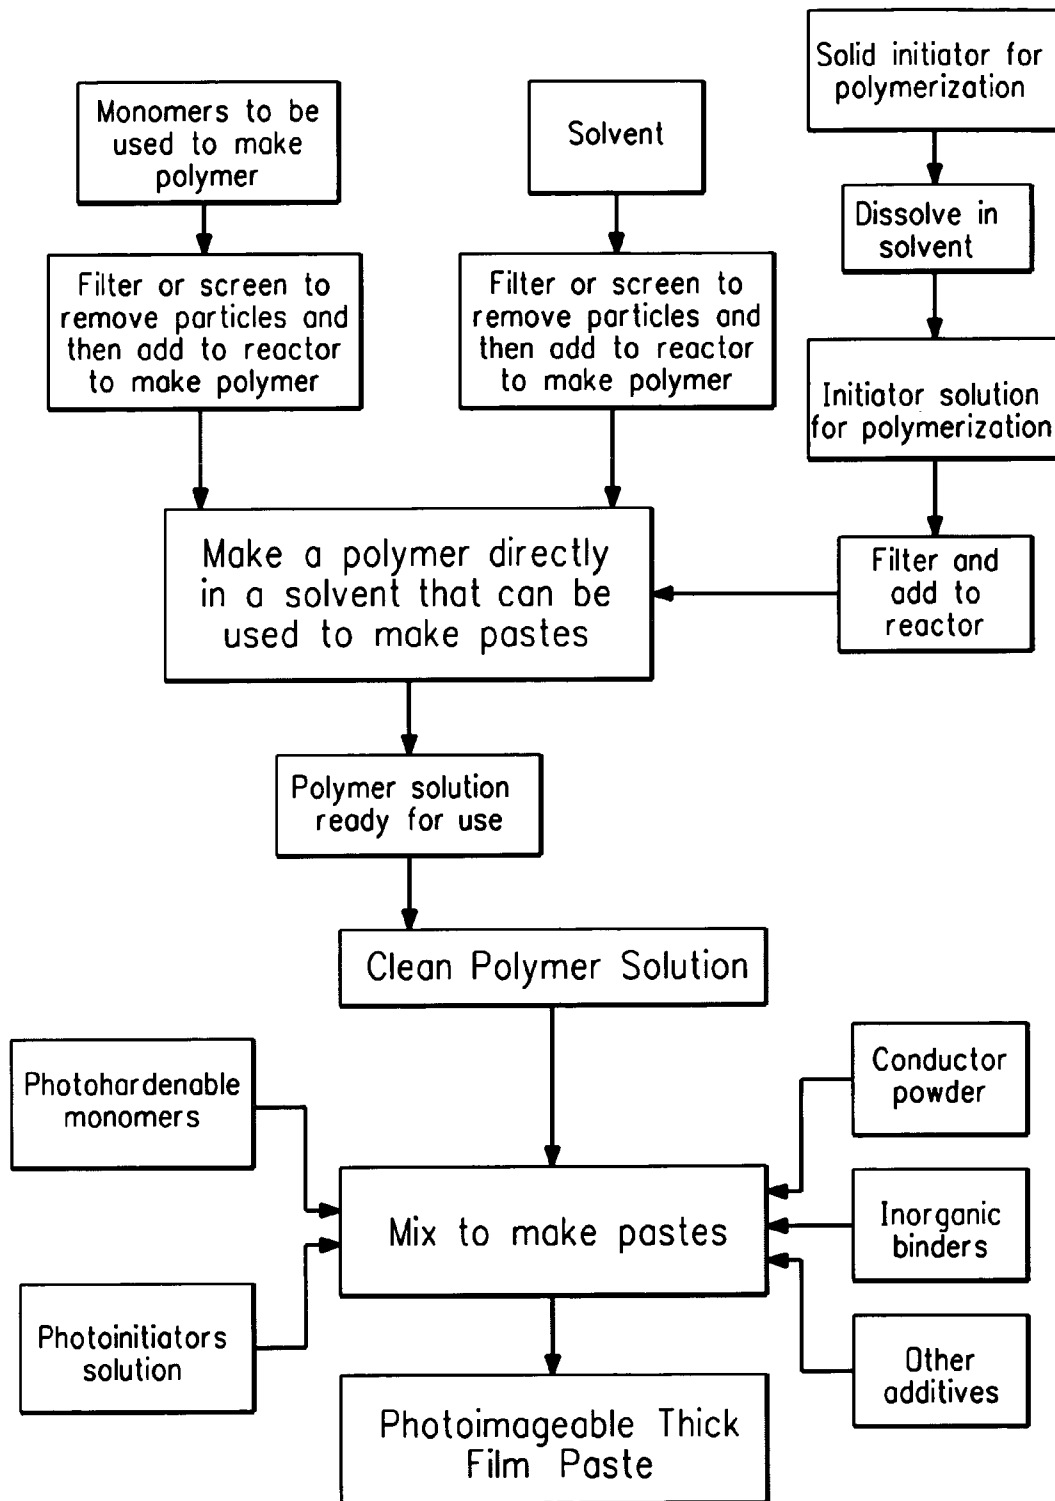 Solid initiator for
polymerization
Monomers to be
used to make
polymer
Solvent
Dissolve in
solvent
Filter or screen to
remove particles and
then add to reactor
to make polymer
Filter or screen to
remove particles and
then add to reactor
to make polymer
Initiator solution
for polymerization
Make a polymer directly
in a solvent that can be
used to make pastes
Filter and
add to
reactor
Polymer solution
ready for use
Clean Polymer Solution
Photohardenable
monomers
Conductor
powder
Mix to make pastes
Inorganic
binders
Photoinitiators
solution
Other
additives
Photoimageable Thick
Film Paste